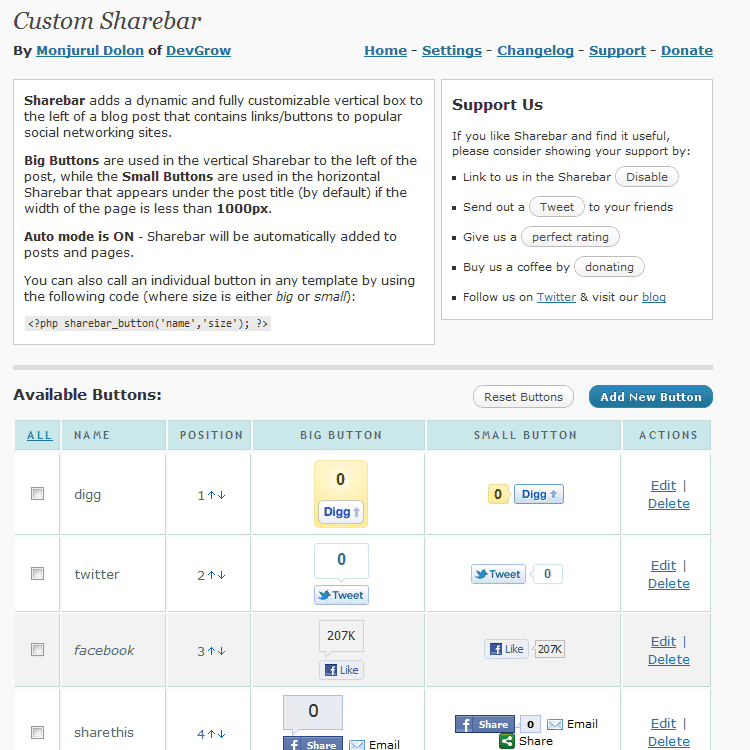 Custom Sharebar
By Monjurul Dolon of DevGrow
Home - Settings - Changelog - Support - Donate
Sharebar adds a dynamic and fully customizable vertical box to
the left of a blog post that contains links/buttons to popular
social networking sites.
Big Buttons are used in the vertical Sharebar to the left of the
post, while the Small Buttons are used in the horizontal
Sharebar that appears under the post title (by default) if the
width of the page is less than 1000px.
Auto mode is ON - Sharebar will be automatically added to
posts and pages.
You can also call an individual button in any template by using
the following code (where size is either big or small):
<?php sharebar_button('name','size'); ?>
Support Us
If you like Sharebar and find it useful,
please consider showing your support by:
Link to us in the Sharebar Disable
Send out a Tweet to your friends
Give us a perfect rating
Buy us a coffee by donating
Follow us on Twitter & visit our blog
Available Buttons:
Reset Buttons
Add New Button
ALL NAME POSITION BIG BUTTON SMALL BUTTON ACTIONS
0
digg 1 0 Digg Edit |
Digg
Delete
0
twitter 2 Tweet 0 Edit |
Tweet
Delete
207K
facebook 3 Like 207K Edit |
Like
Delete
0
sharethis 4 Share 0 Email Edit |
Share Email
Share
Delete